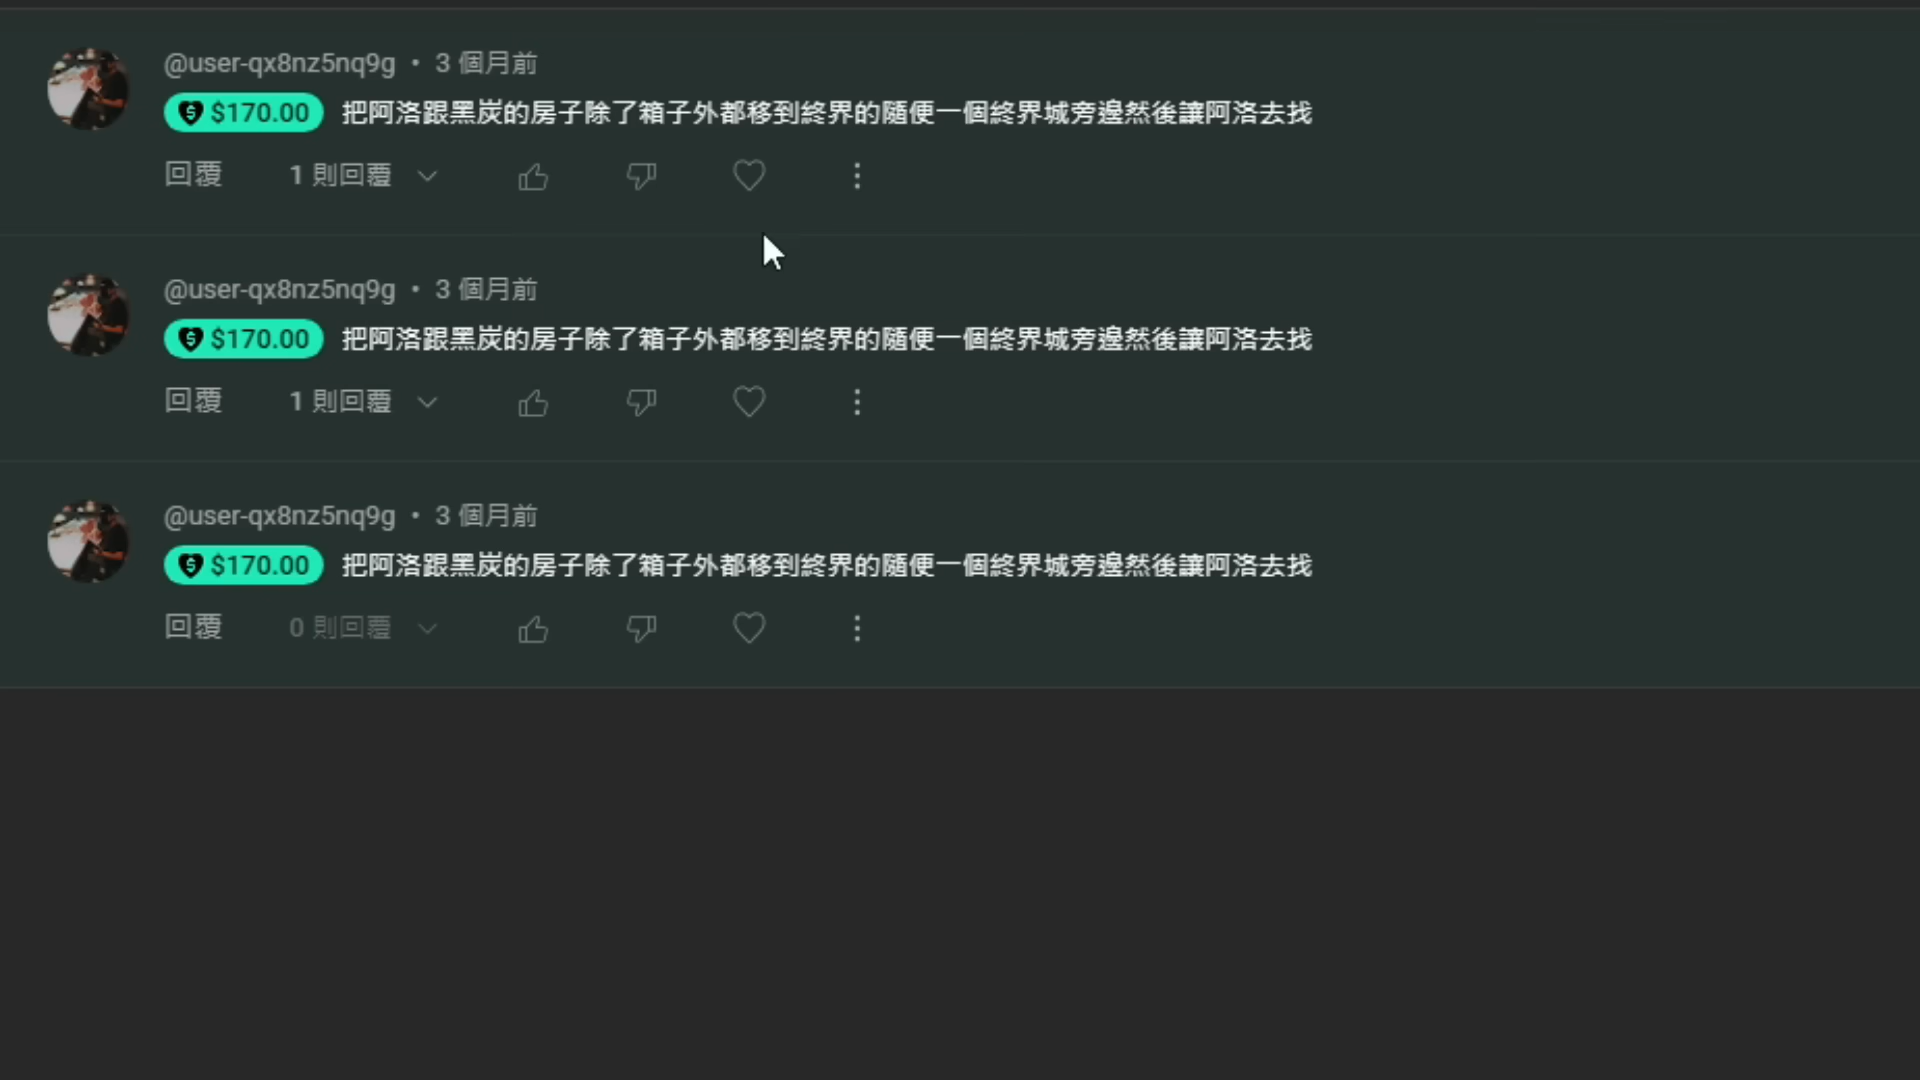 @user-qx8nz5nq9g • 3 個月前
$170.00 把阿洛跟黑炭的房子除了箱子外都移到終界的隨便一個終界城旁邊然後讓阿洛去找
回覆 1 則回覆
@user-qx8nz5nq9g • 3 個月前
$170.00 把阿洛跟黑炭的房子除了箱子外都移到終界的隨便一個終界城旁邊然後讓阿洛去找
回覆 1 則回覆
@user-qx8nz5nq9g • 3 個月前
$170.00 把阿洛跟黑炭的房子除了箱子外都移到終界的隨便一個終界城旁邊然後讓阿洛去找
回覆 0 則回覆